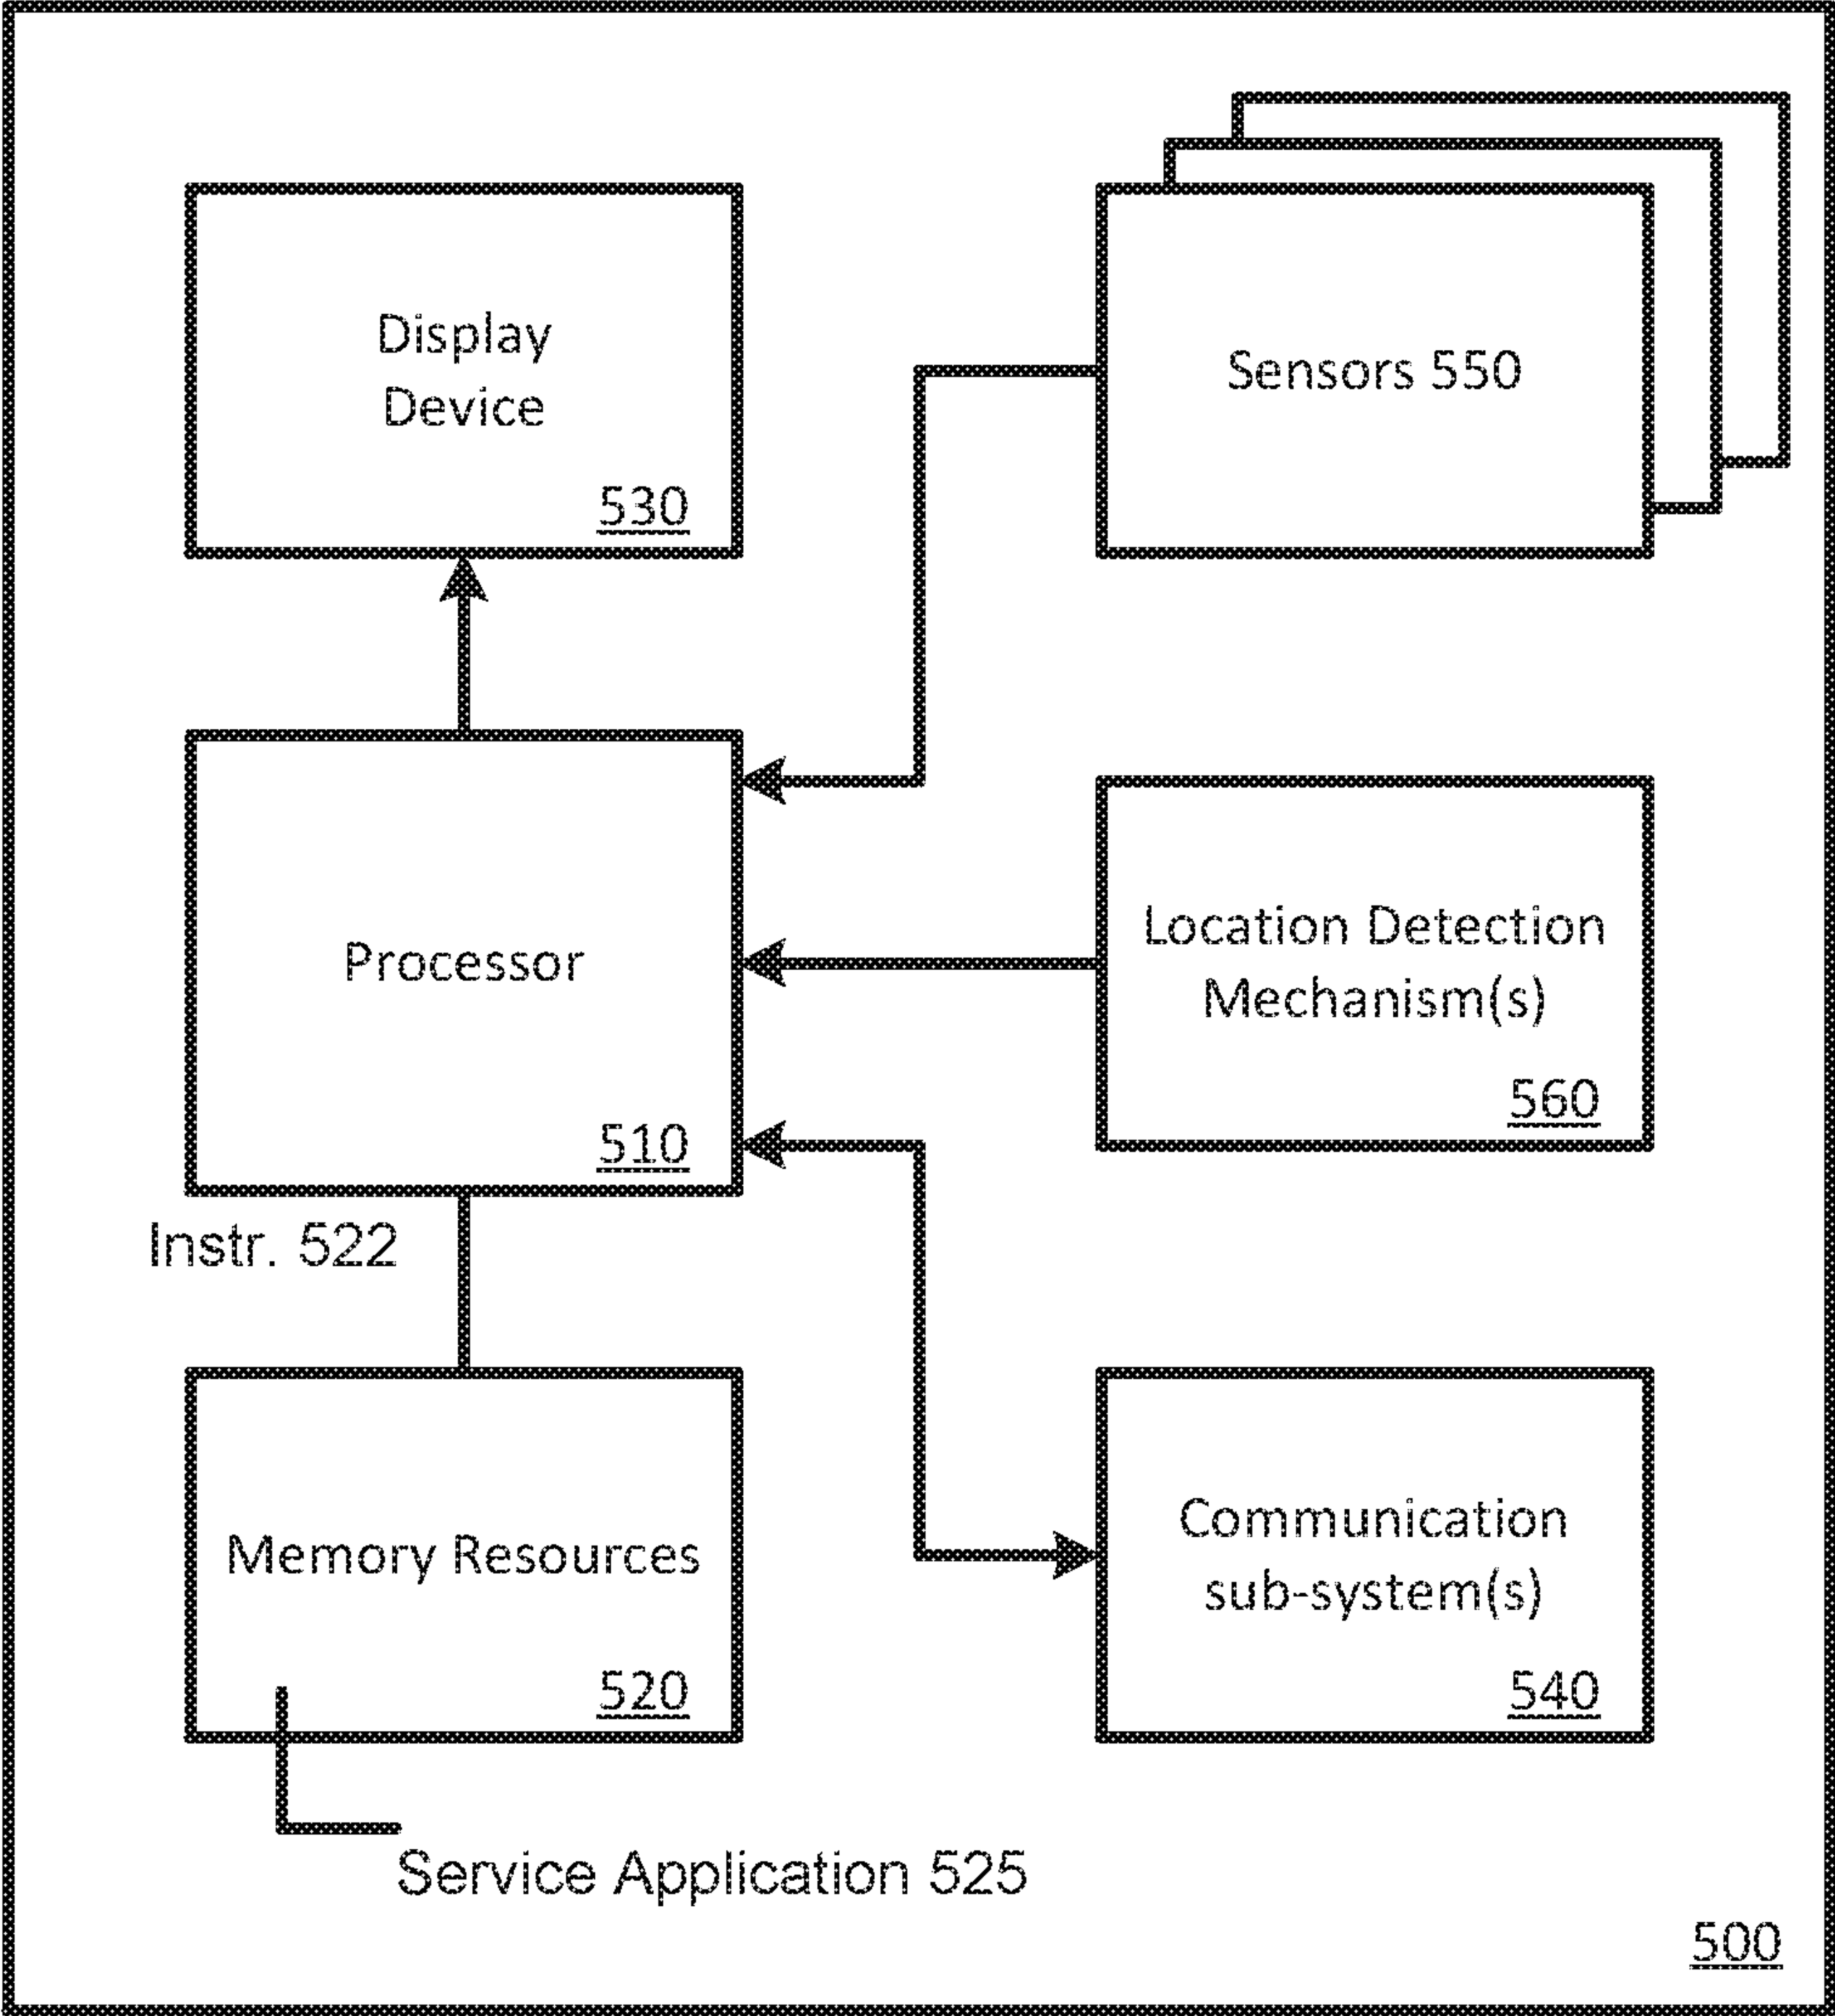 Display
Device
530
Sensors 550
Processor
510
Location Detection
Mechanism(s)
560
Instr. 522
Memory Resources
520
Communication
sub-system(s)
540
Service Application 525
500